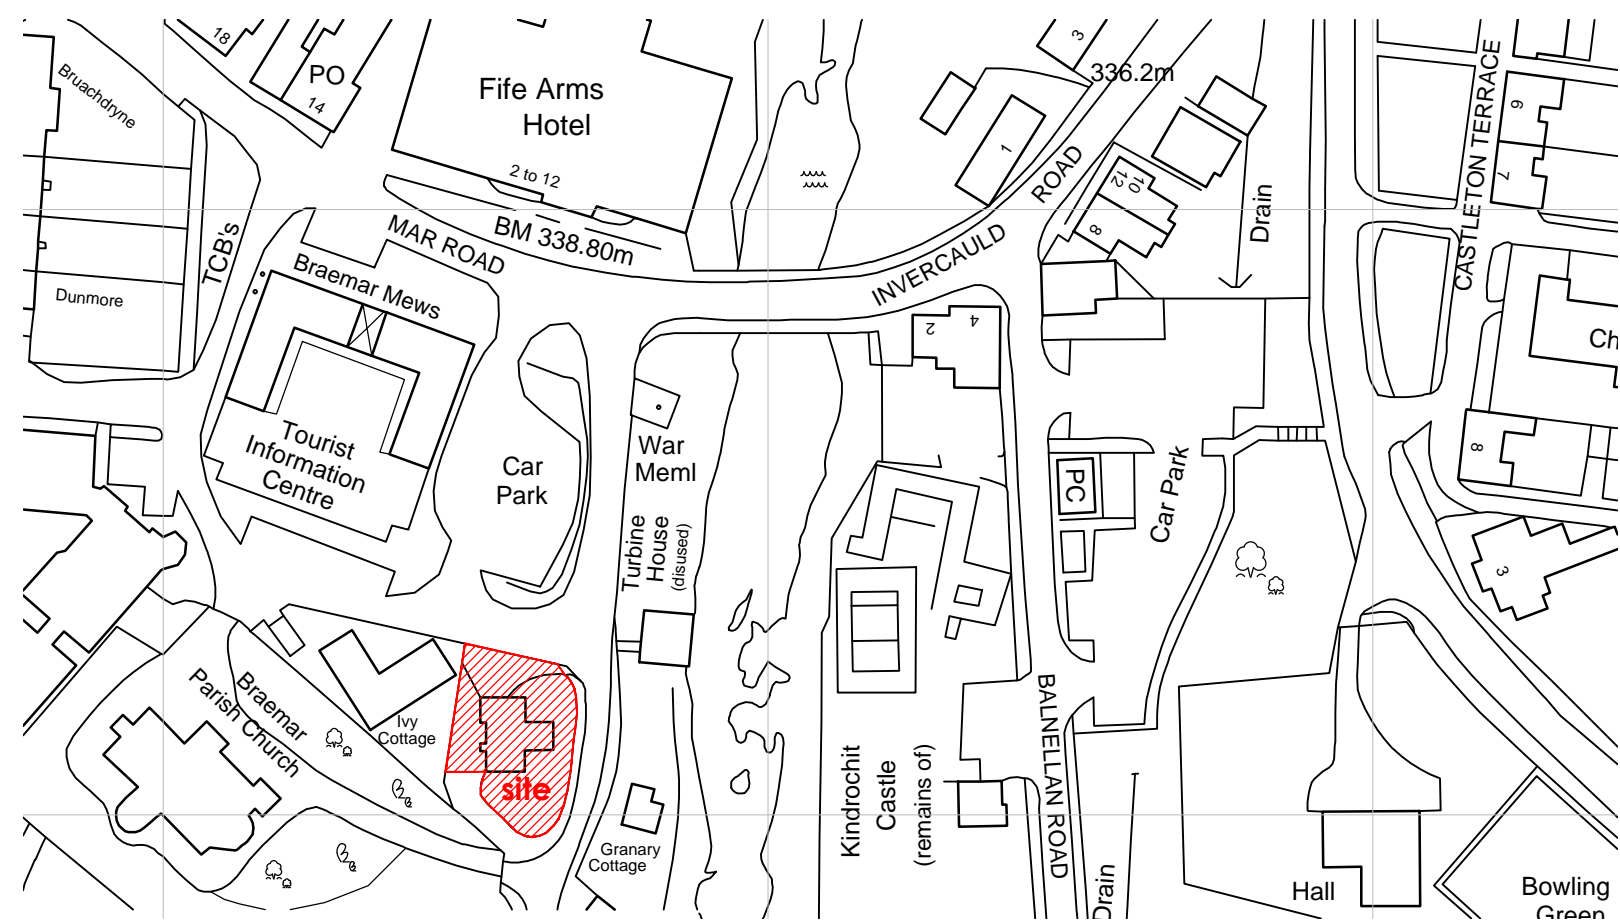 18
PO
14
Bruachdryne
Fife Arms
Hotel
2 to 12
3
336.2m
1
ROAD
10
12
8
Drain
CASTLETON TERRACE
6
7
TCB's
MAR ROAD
BM 338.80m
INVERCAULD
Braemar Mews
Dunmore
2
4
Ch
Tourist
Information
Centre
Car
Park
War
Meml
Turbine
House
(disused)
PC
Car Park
8
3
Braemar
Parish Church
Ivy
Cottage
site
Granary
Cottage
Kindrochit
Castle
(remains of)
BALNELLAN ROAD
Drain
Hall
Bowling
Green